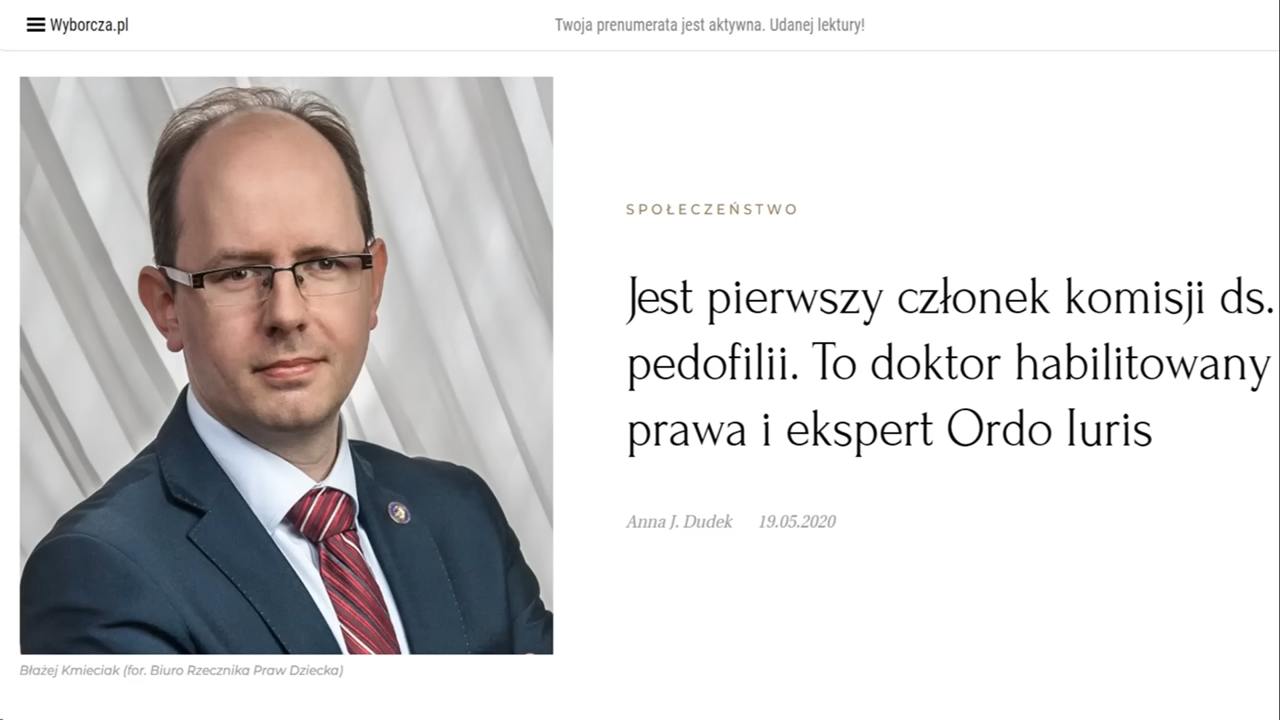 Wyborcza.pl
Twoja prenumerata jest aktywna. Udanej lektury!
SPOŁECZEŃSTWO
Jest pierwszy członek komisji ds.
pedofilii. To doktor habilitowany
prawa i ekspert Ordo Iuris
Anna J. Dudek 19.05.2020
Błażej Kmieciak (for. Biuro Rzecznika Praw Dziecka)